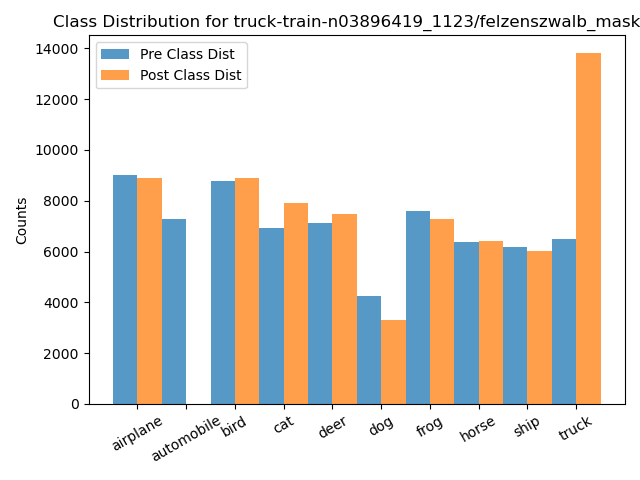 Class Distribution for truck-train-n03896419_1123/felzenszwalb_mask
Pre Class Dist
Post Class Dist
14000
12000
10000
8000
6000
4000
2000
0
Counts
airplane
automobile
bird
cat
deer
dog
frog
horse
ship
truck